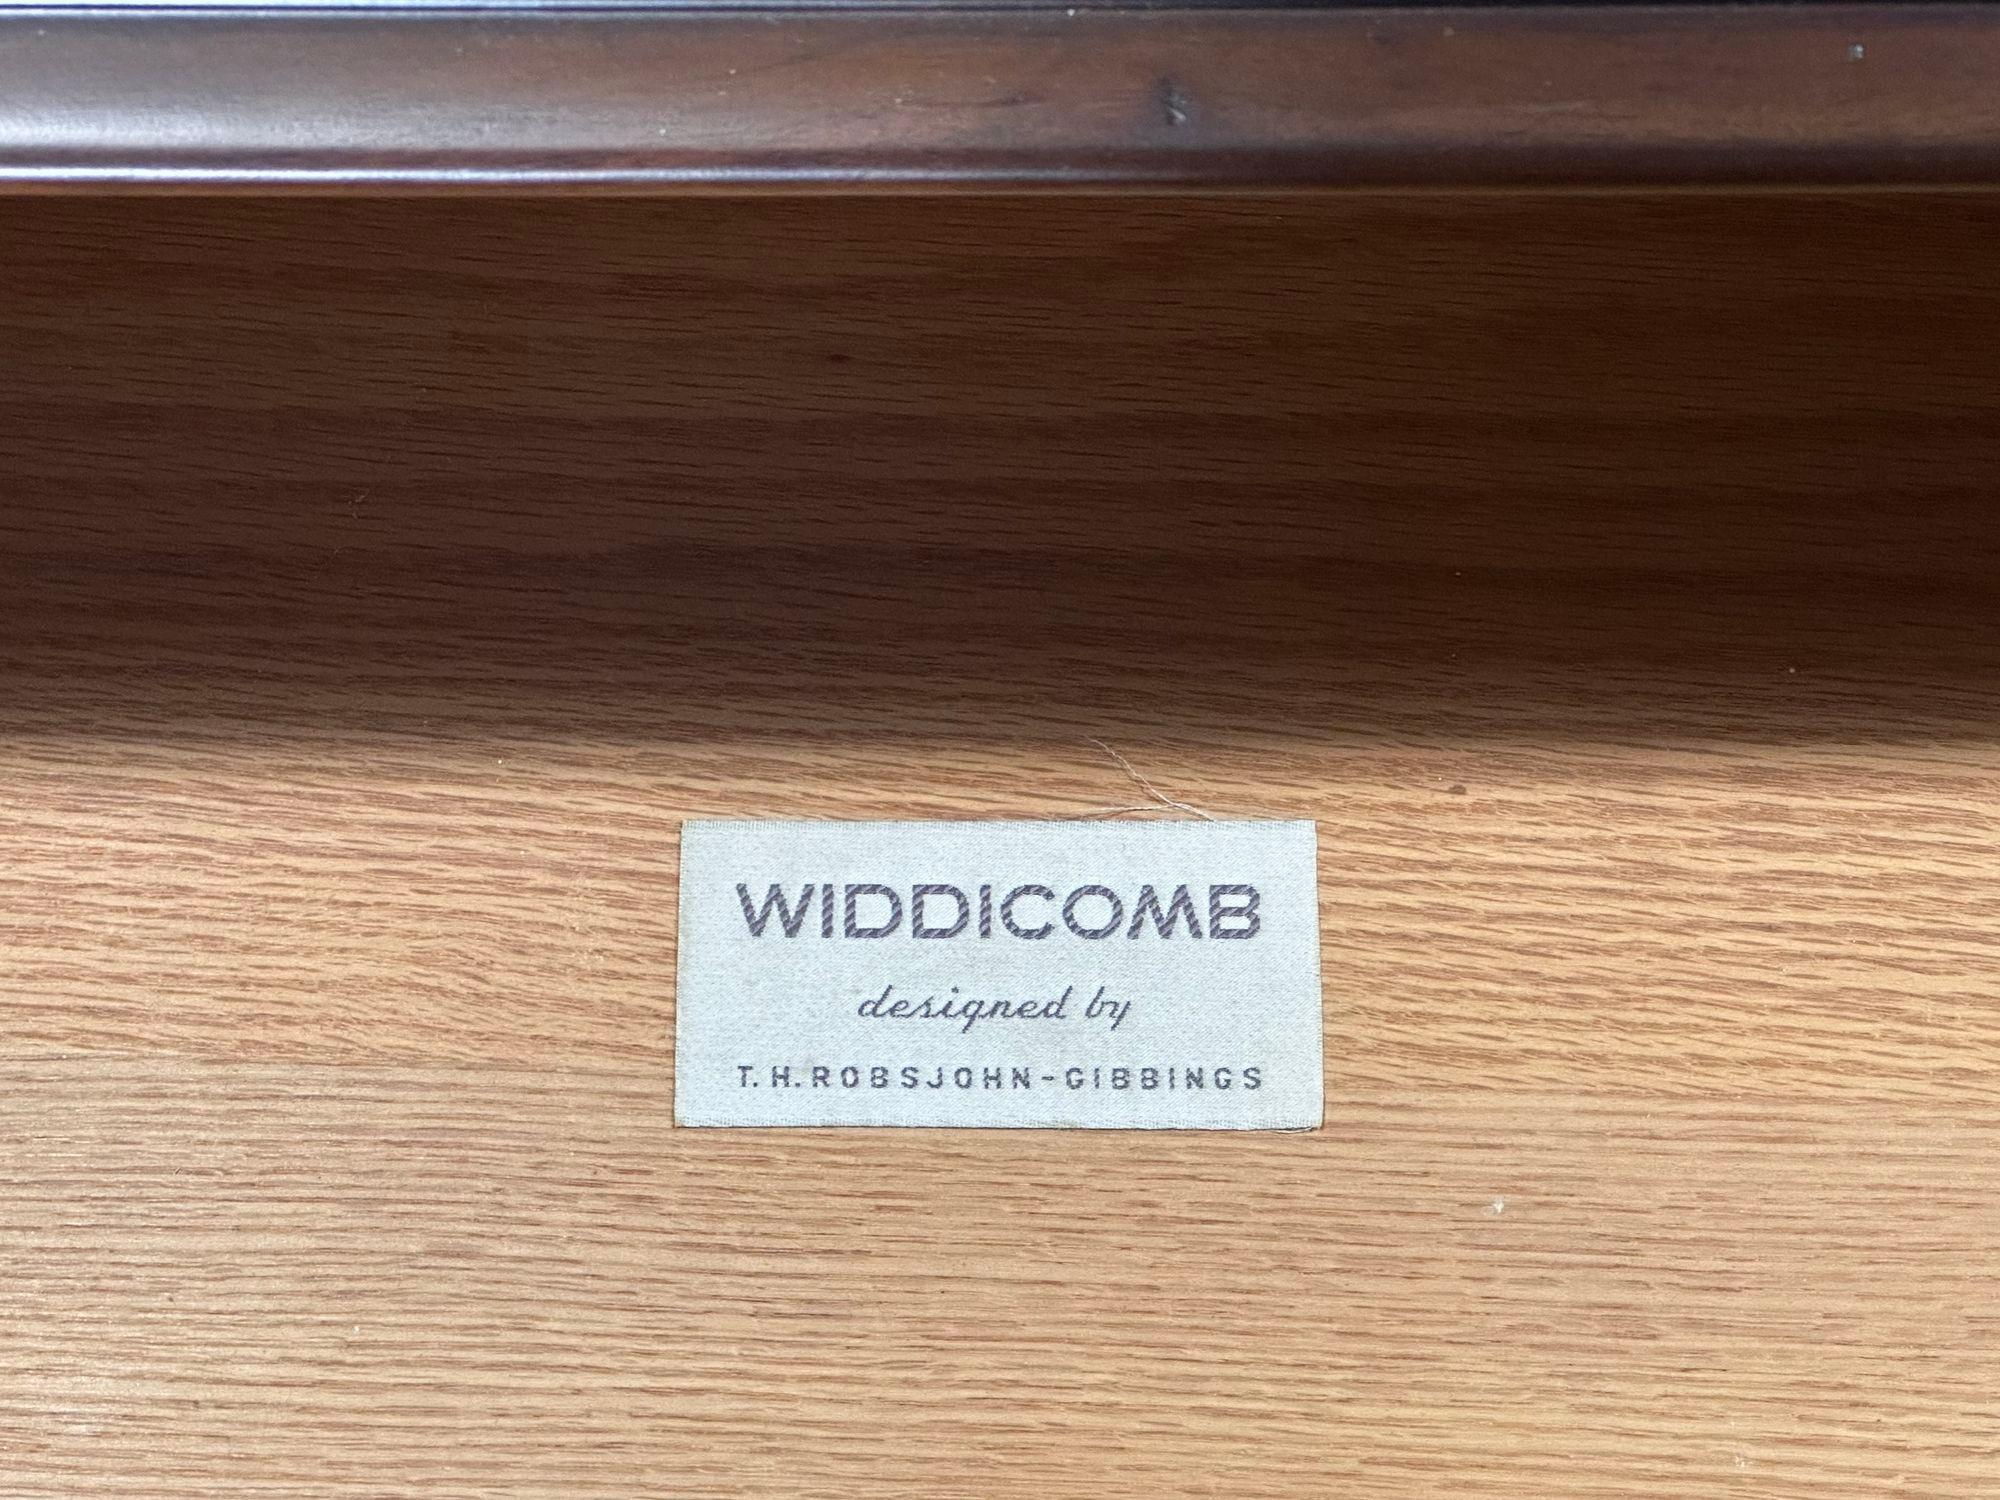 WIDDICOMB
designed by
T. H. ROBSJOHN-GIBBINGS